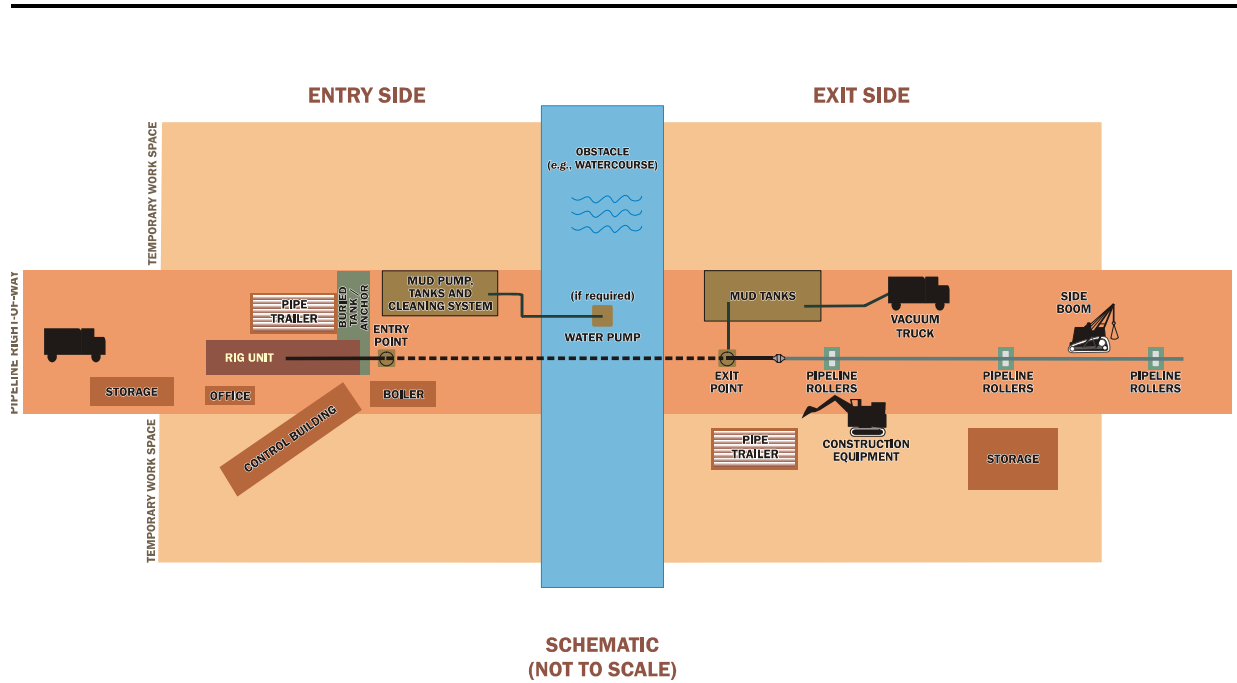 ENTRY SIDE
EXIT SIDE
TEMPORARY WORK SPACE
OBSTACLE
(e.g., WATERCOURSE)
PIPELINE RIGHT-OF-WAY
PIPE
TRAILER
BURIED
TANK/
ANCHOR
MUD PUMP,
TANKS AND
CLEANING SYSTEM
(if required)
WATER PUMP
MUD TANKS
VACUUM
TRUCK
SIDE
BOOM
ENTRY
POINT
RIG UNIT
EXIT
POINT
PIPELINE
ROLLERS
PIPELINE
ROLLERS
PIPELINE
ROLLERS
STORAGE
OFFICE
BOILER
CONTROL BUILDING
TEMPORARY WORK SPACE
PIPE
TRAILER
CONSTRUCTION
EQUIPMENT
STORAGE
SCHEMATIC
(NOT TO SCALE)